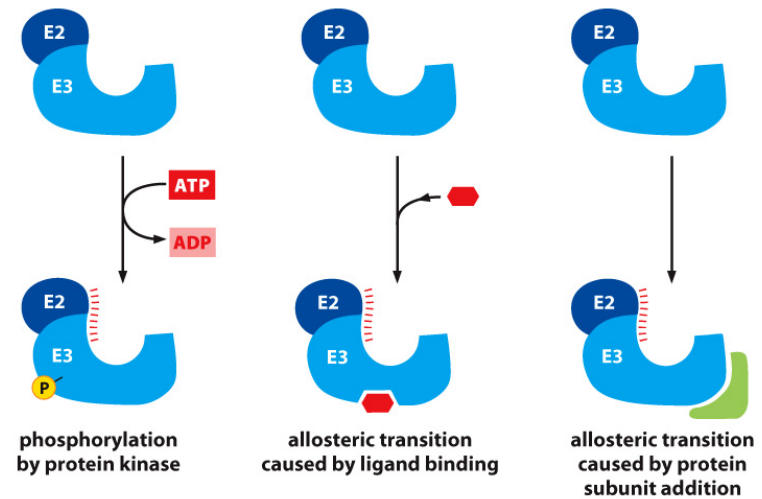 E2
E3
E2
E3
E2
E3
ATP
ADP
E2
E3
P
E2
E3
E2
E3
phosphorylation
by protein kinase
allosteric transition
caused by ligand binding
allosteric transition
caused by protein
subunit addition